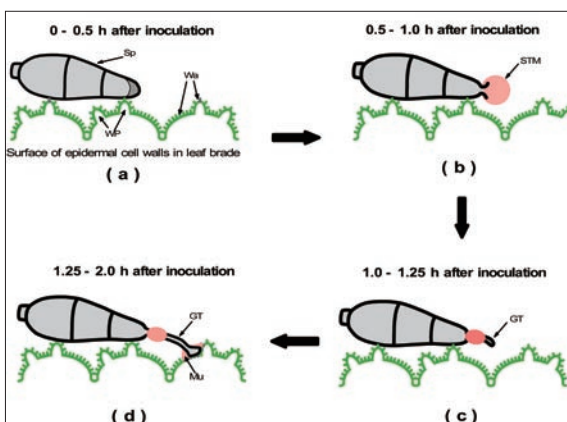 0 - 0.5 h after inoculation
Sp
Wa
WP
Surface of epidermal cell walls in leaf brade
( a )
0.5 - 1.0 h after inoculation
STM
( b )
1.25 - 2.0 h after inoculation
GT
Mu
( d )
1.0 - 1.25 h after inoculation
GT
( c )